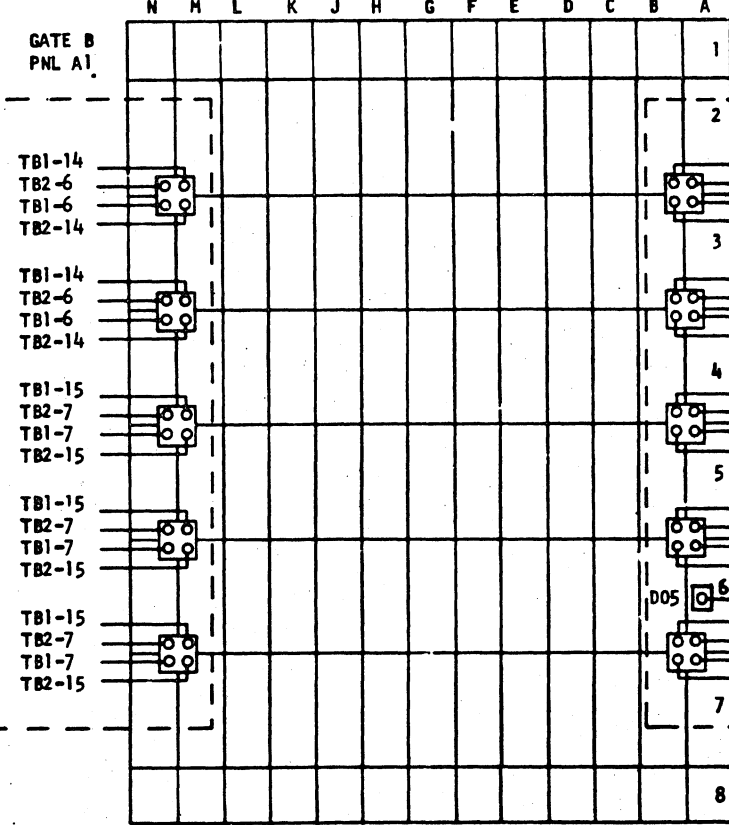 N M L K J H G F E D C B A
GATE B
PNL A1
1
2
TB1-14
TB2-6
TB1-6
TB2-14
3
TB1-14
TB2-6
TB1-6
TB2-14
4
TB1-15
TB2-7
TB1-7
TB2-15
5
TB1-15
TB2-7
TB1-7
TB2-15
D05 6
TB1-15
TB2-7
TB1-7
TB2-15
7
8